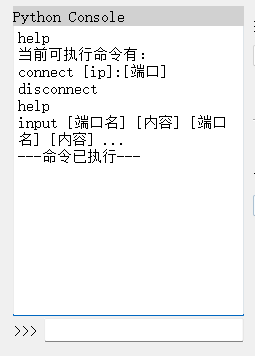 Python Console
help
当前可执行命令有：
connect [ip]:[端口]
disconnect
help
input [端口名] [内容] [端口
名] [内容] ...
---命令已执行---
>>>